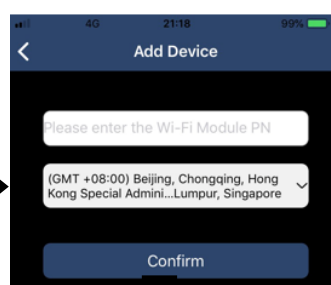 4G 21:18 99%
Add Device
Please enter the Wi-Fi Module PN
(GMT +08:00) Beijing, Chongqing, Hong
Kong Special Admini...Lumpur, Singapore
Confirm